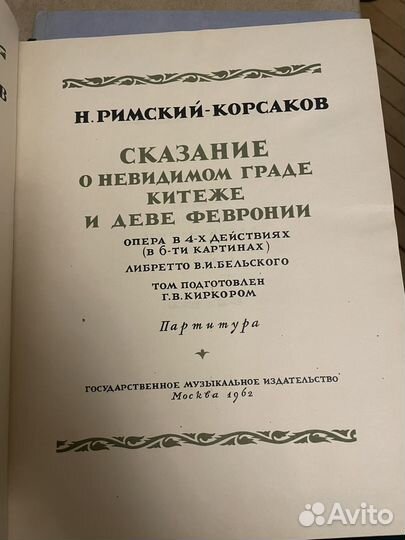 Н. РИМСКИЙ-КОРСАКОВ
СКАЗАНИЕ
О НЕВИДИМОМ ГРАДЕ
КИТЕЖЕ
И ДЕВЕ ФЕВРОНИИ
ОПЕРА В 4-Х ДЕЙСТВИЯХ
(В 6-ТИ КАРТИНАХ)
ЛИБРЕТТО В.И.БЕЛЬСКОГО
ТОМ ПОДГОТОВЛЕН
Г.В.КИРКОРОМ
Партитура
ГОСУДАРСТВЕННОЕ МУЗЫКАЛЬНОЕ ИЗДАТЕЛЬСТВО
Москва 1962
Avito